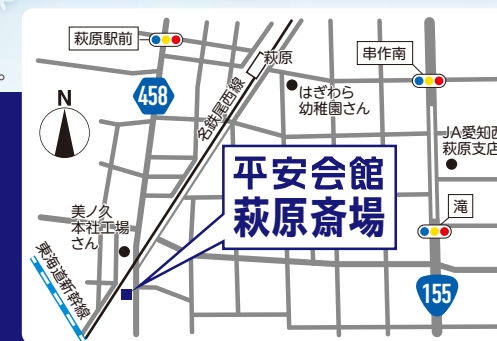 。
萩原駅前
萩原
串作南
458
はぎわら
幼稚園さん
名鉄尾西線
N
JA愛知西
萩原支店
平安会館
萩原斎場
滝
美ノ久
本社工場
さん
東海道新幹線
155